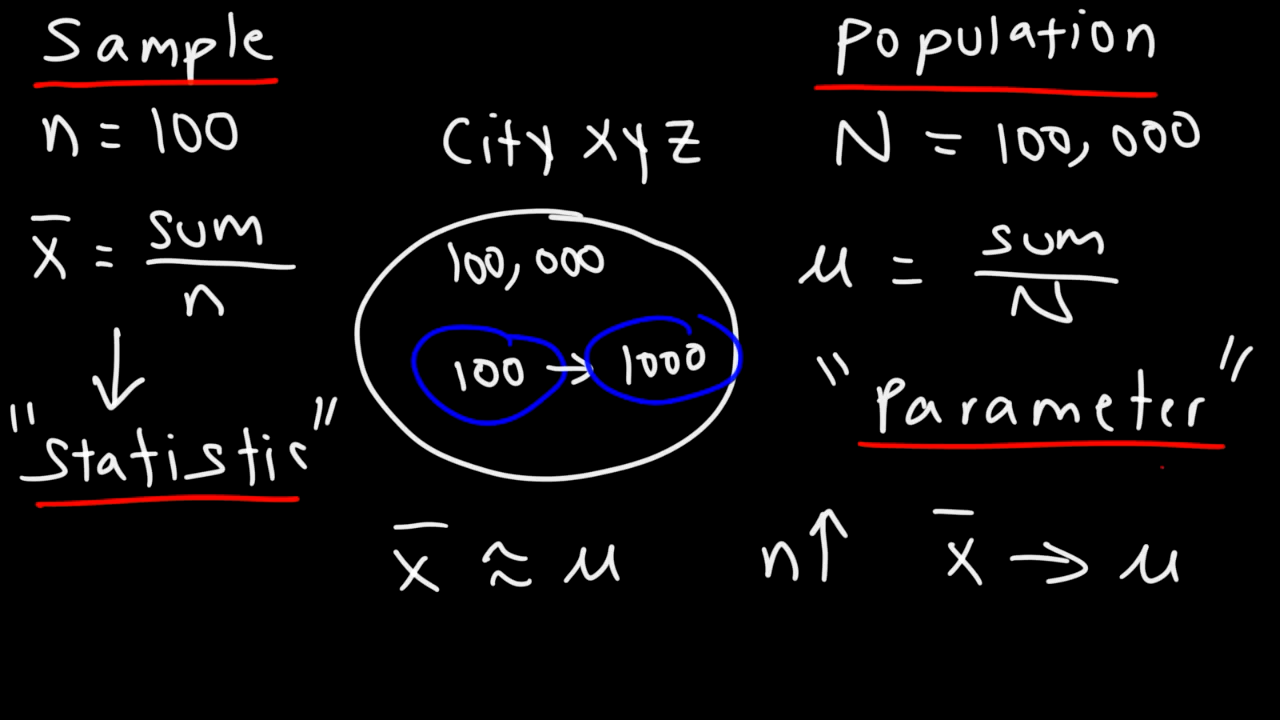 Sample
n = 100
x̄ = sum/n
"Statistic"
City xyz
100,000
100 → 1000
Population
N = 100,000
μ = sum/N
"Parameter"
x̄ ≈ μ
n↑ x̄ → μ